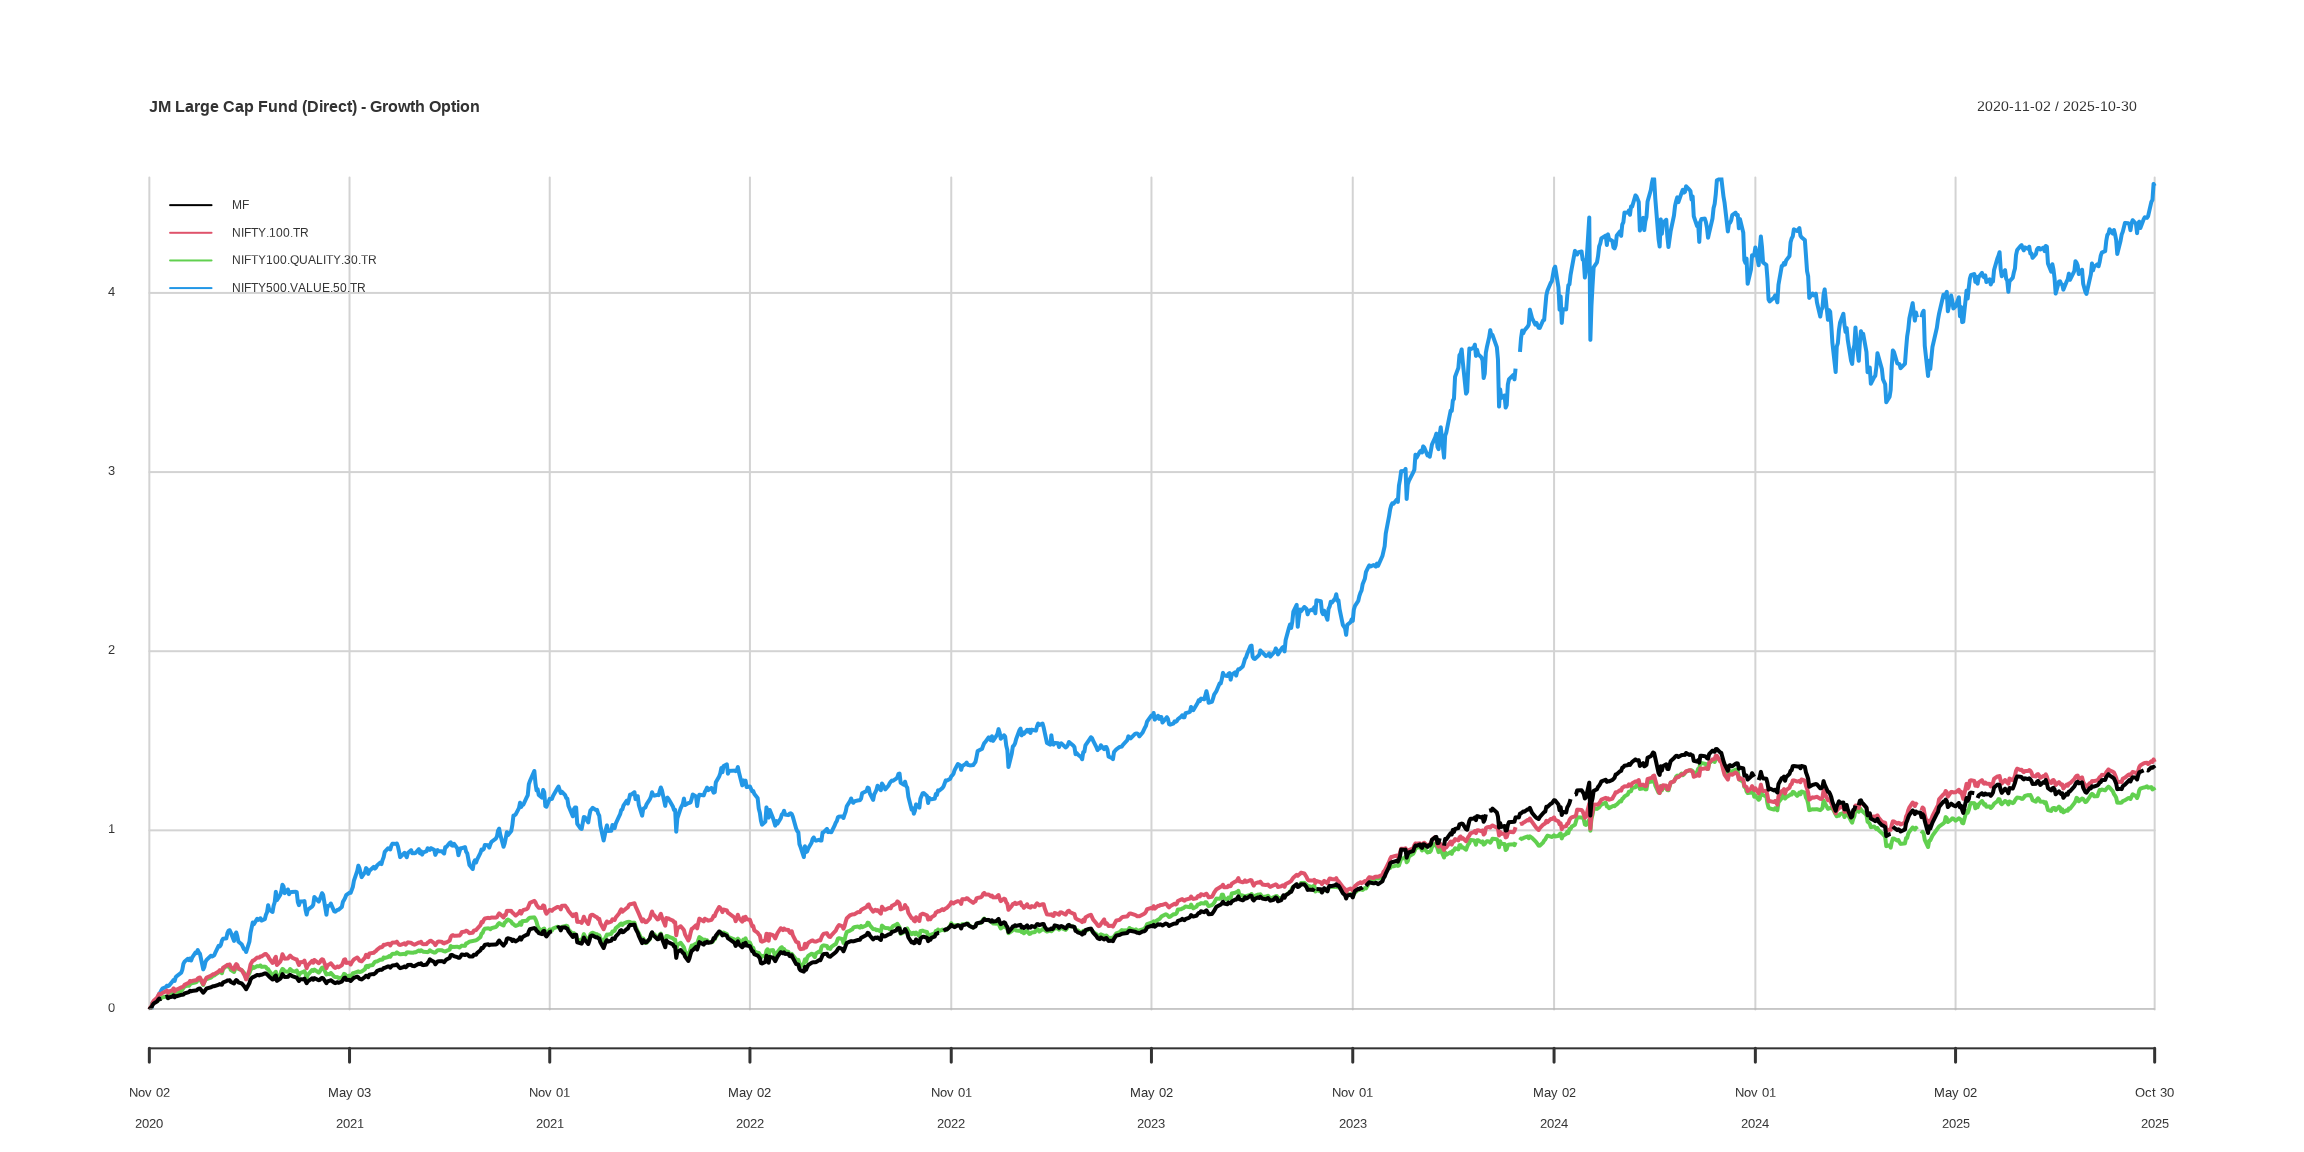 JM Large Cap Fund (Direct) - Growth Option
2020-11-02 / 2025-10-30
MF
NIFTY.100.TR
NIFTY100.QUALITY.30.TR
NIFTY500.VALUE.50.TR
4
3
2
1
0
Nov 02 May 03 Nov 01 May 02 Nov 01 May 02 Nov 01 May 02 Nov 01 May 02 Oct 30
2020 2021 2021 2022 2022 2023 2023 2024 2024 2025 2025